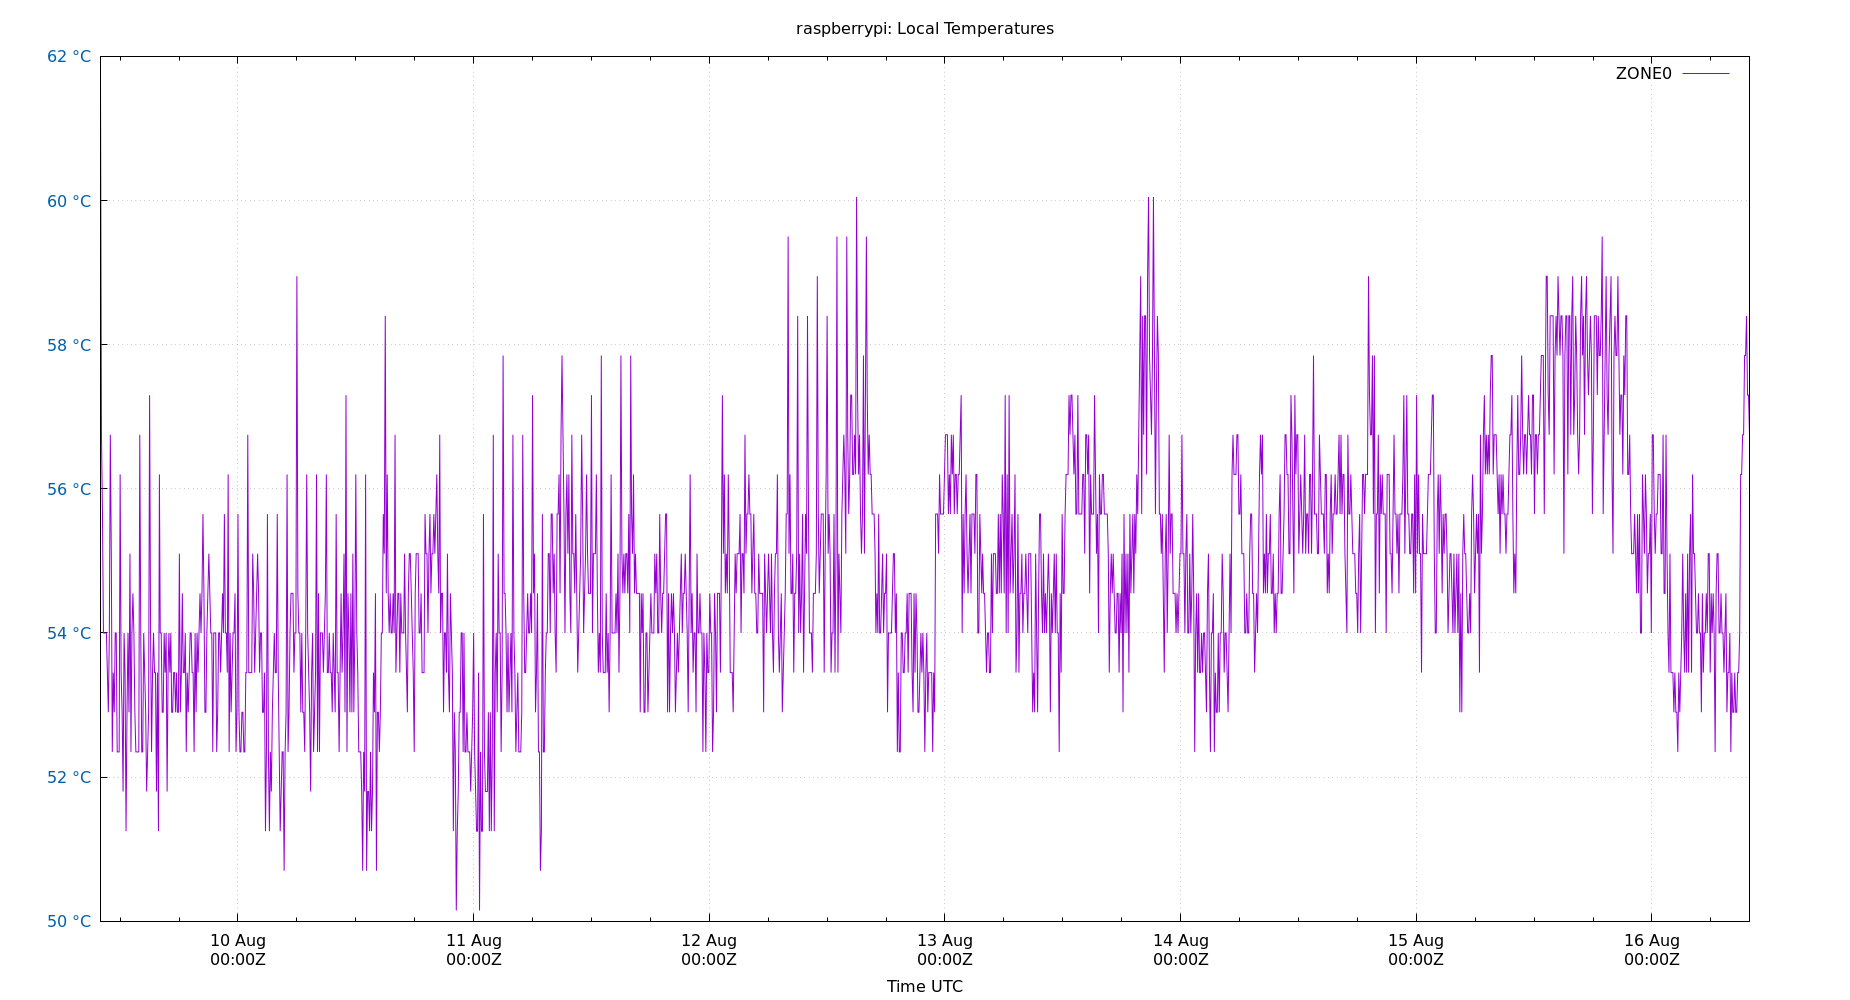 raspberrypi: Local Temperatures
62 °C
ZONE0
60 °C
58 °C
56 °C
54 °C
52 °C
50 °C
10 Aug 11 Aug 12 Aug 13 Aug 14 Aug 15 Aug 16 Aug
00:00Z 00:00Z 00:00Z 00:00Z 00:00Z 00:00Z 00:00Z
Time UTC